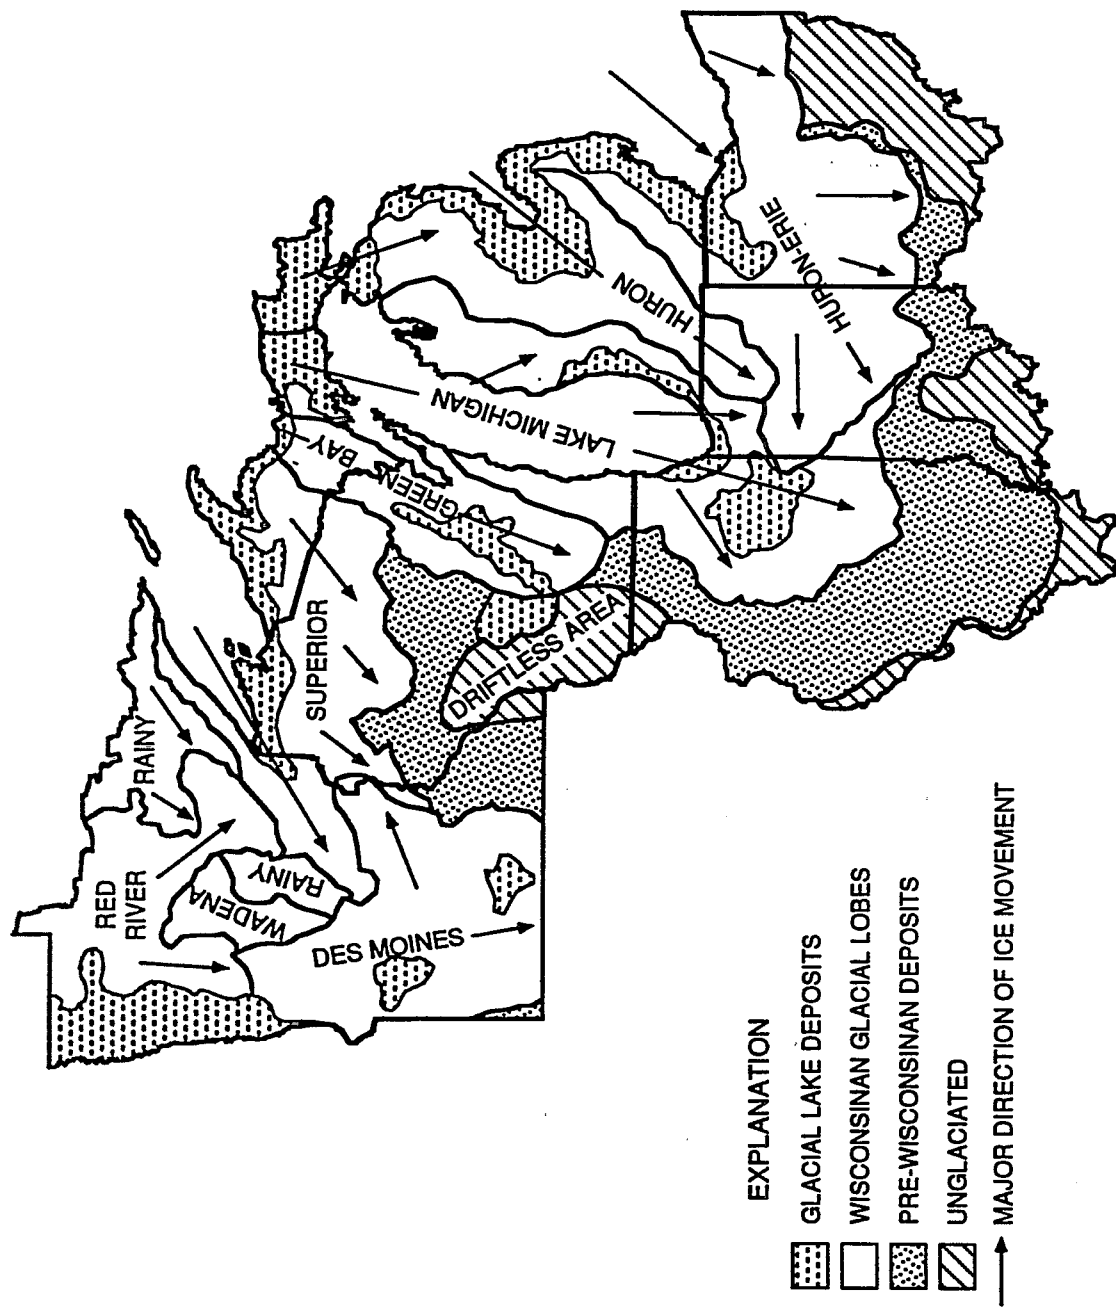 RED
RIVER
RAINY
WADENA
RAINY
DES MOINES
SUPERIOR
DRIFTLESS AREA
GREEN
BAY
LAKE MICHIGAN
HURON
HURON-ERIE
EXPLANATION
GLACIAL LAKE DEPOSITS
WISCONSINAN GLACIAL LOBES
PRE-WISCONSINAN DEPOSITS
UNGLACIATED
MAJOR DIRECTION OF ICE MOVEMENT